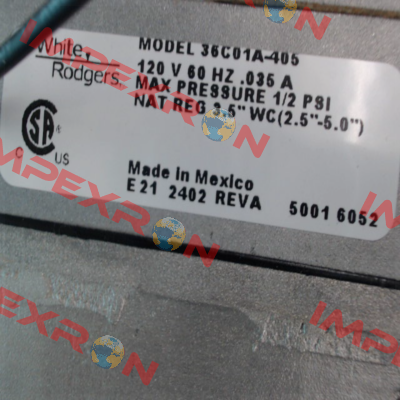 White,
Rodgers.
MODEL 36C01A-405
120 V 60 HZ .035 A
MAX PRESSURE 1/2 PSI
NAT REG 3.5" WC(2.5"-5.0")
CSA
C US
Made in Mexico
E21 2402 REVA 5001 6052
IMPEXRON
IMPEXRON
IMPEXRON
IMPEXRON